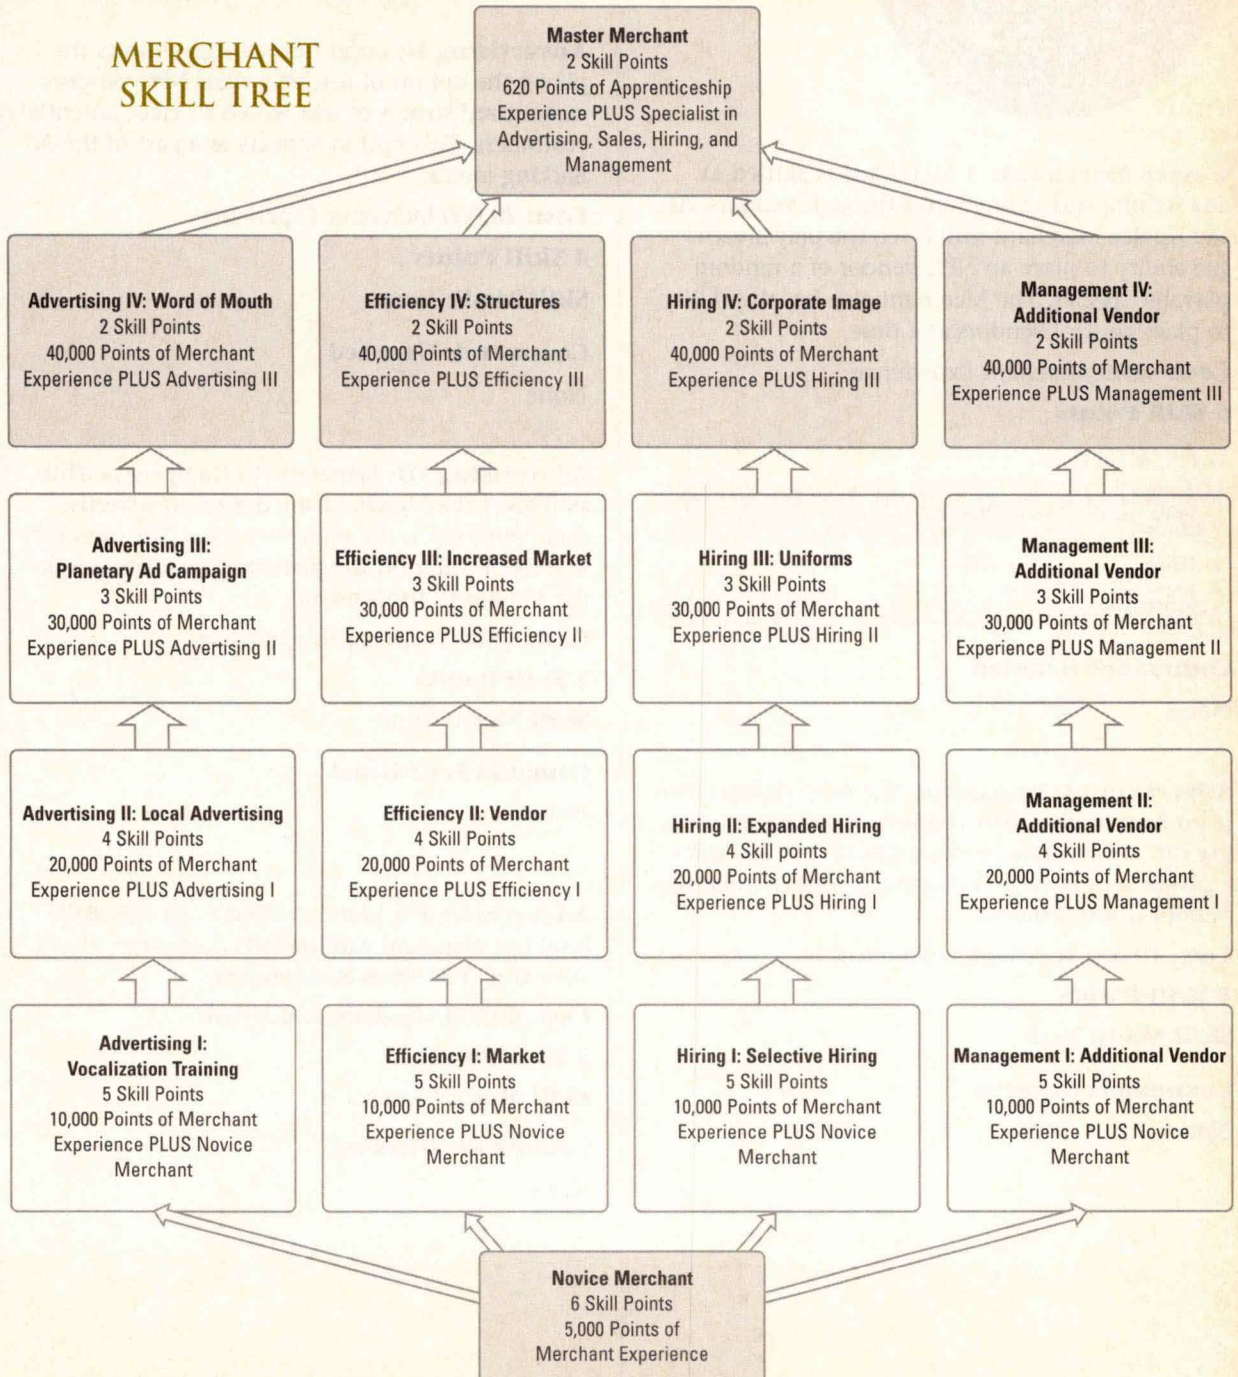 MERCHANT
SKILL TREE
Master Merchant
2 Skill Points
620 Points of Apprenticeship
Experience PLUS Specialist in
Advertising, Sales, Hiring, and
Management
Advertising IV: Word of Mouth
2 Skill Points
40,000 Points of Merchant
Experience PLUS Advertising III
Efficiency IV: Structures
2 Skill Points
40,000 Points of Merchant
Experience PLUS Efficiency III
Hiring IV: Corporate Image
2 Skill Points
40,000 Points of Merchant
Experience PLUS Hiring III
Management IV:
Additional Vendor
2 Skill Points
40,000 Points of Merchant
Experience PLUS Management III
Advertising III:
Planetary Ad Campaign
3 Skill Points
30,000 Points of Merchant
Experience PLUS Advertising II
Efficiency III: Increased Market
3 Skill Points
30,000 Points of Merchant
Experience PLUS Efficiency II
Hiring III: Uniforms
3 Skill Points
30,000 Points of Merchant
Experience PLUS Hiring II
Management III:
Additional Vendor
3 Skill Points
30,000 Points of Merchant
Experience PLUS Management II
Advertising II: Local Advertising
4 Skill Points
20,000 Points of Merchant
Experience PLUS Advertising I
Efficiency II: Vendor
4 Skill Points
20,000 Points of Merchant
Experience PLUS Efficiency I
Hiring II: Expanded Hiring
4 Skill points
20,000 Points of Merchant
Experience PLUS Hiring I
Management II:
Additional Vendor
4 Skill Points
20,000 Points of Merchant
Experience PLUS Management I
Advertising I:
Vocalization Training
5 Skill Points
10,000 Points of Merchant
Experience PLUS Novice
Merchant
Efficiency I: Market
5 Skill Points
10,000 Points of Merchant
Experience PLUS Novice
Merchant
Hiring I: Selective Hiring
5 Skill Points
10,000 Points of Merchant
Experience PLUS Novice
Merchant
Management I: Additional Vendor
5 Skill Points
10,000 Points of Merchant
Experience PLUS Novice
Merchant
Novice Merchant
6 Skill Points
5,000 Points of
Merchant Experience